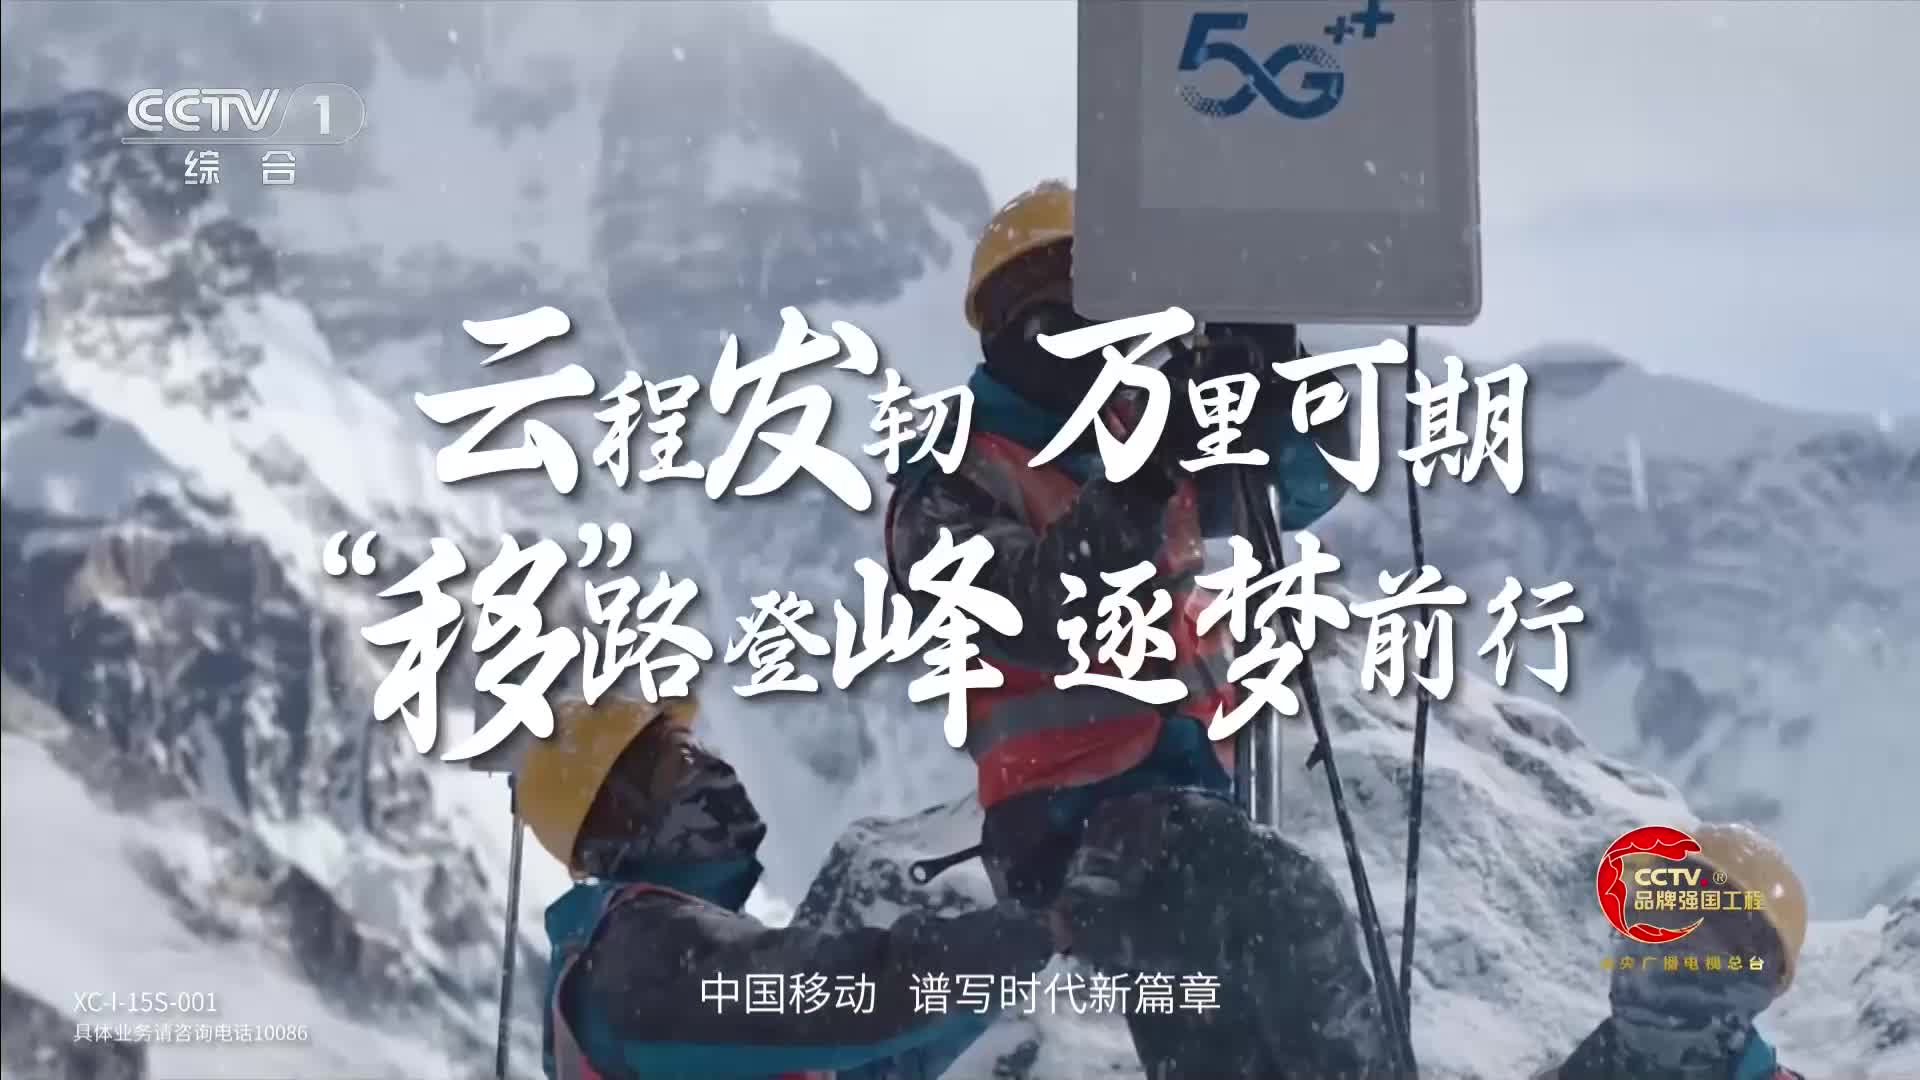 5G++
CCTV 1
综 合
云程发轫 万里可期
“移”路登峰 逐梦前行
CCTV®
品牌强国工程
中央广播电视总台
中国移动 谱写时代新篇章
XC-I-15S-001
具体业务请咨询电话10086